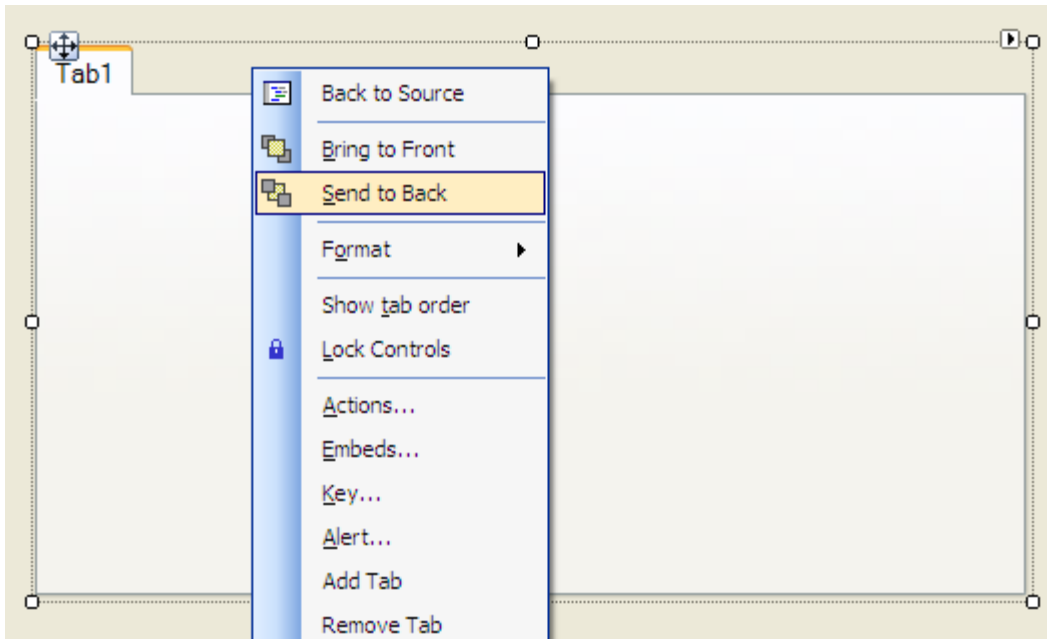 Tab1
Back to Source
Bring to Front
Send to Back
Format
Show tab order
Lock Controls
Actions...
Embeds...
Key...
Alert...
Add Tab
Remove Tab